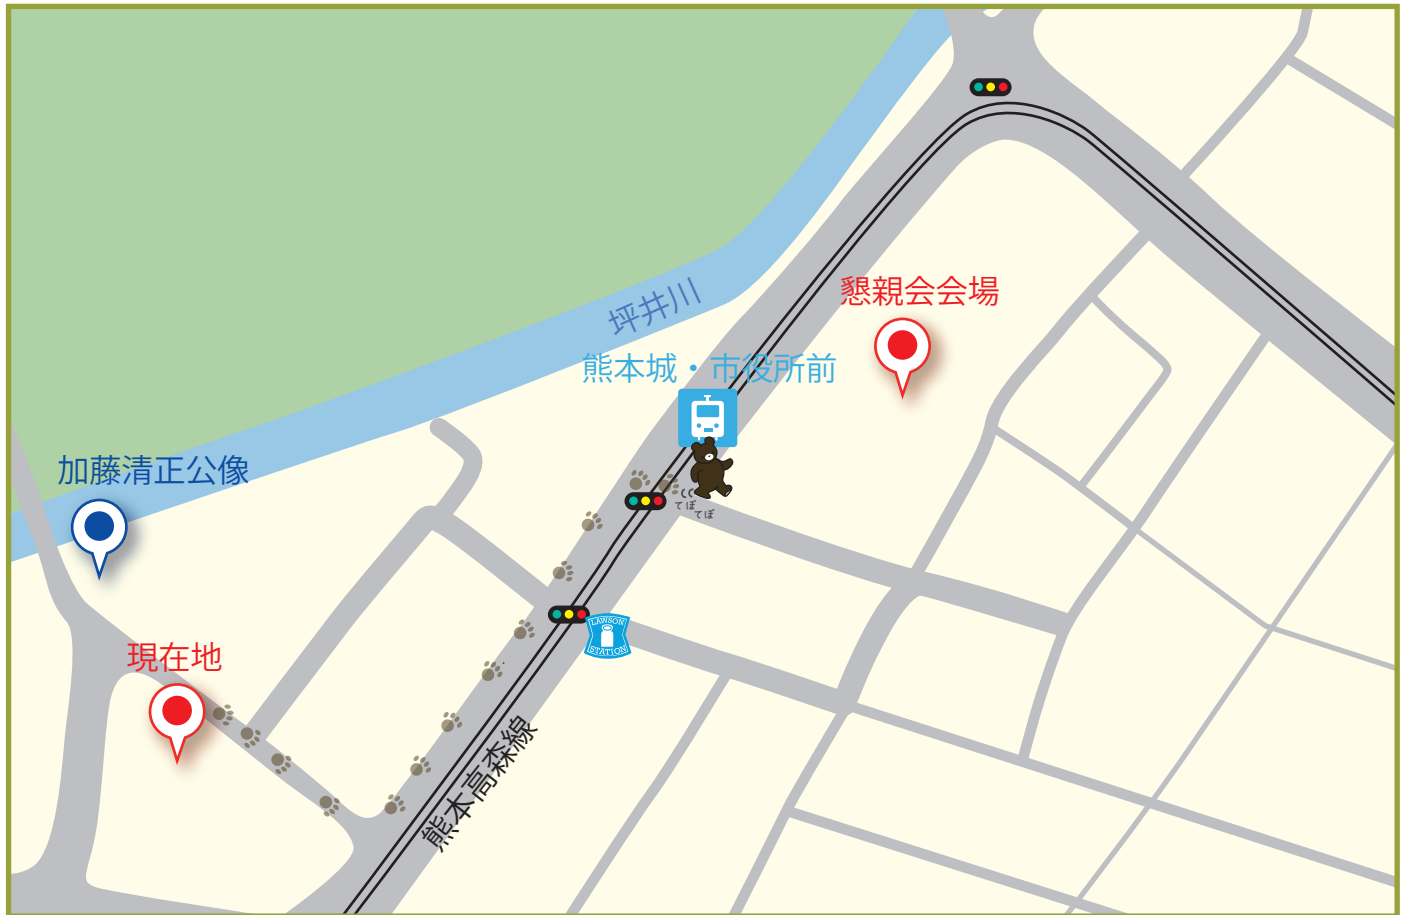 懇親会会場
坪井川
熊本城・市役所前
加藤清正公像
てぽ
てぽ
LAWSON
STATION
現在地
熊本高森線